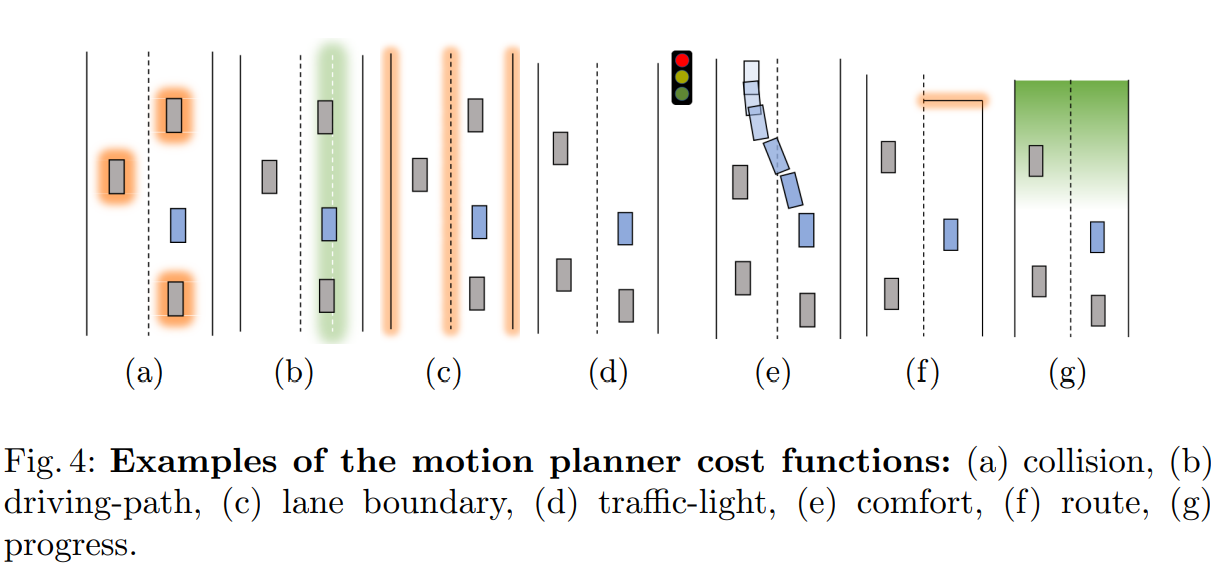 (a) (b) (c) (d) (e) (f) (g)
Fig. 4: Examples of the motion planner cost functions: (a) collision, (b)
driving-path, (c) lane boundary, (d) traffic-light, (e) comfort, (f) route, (g)
progress.